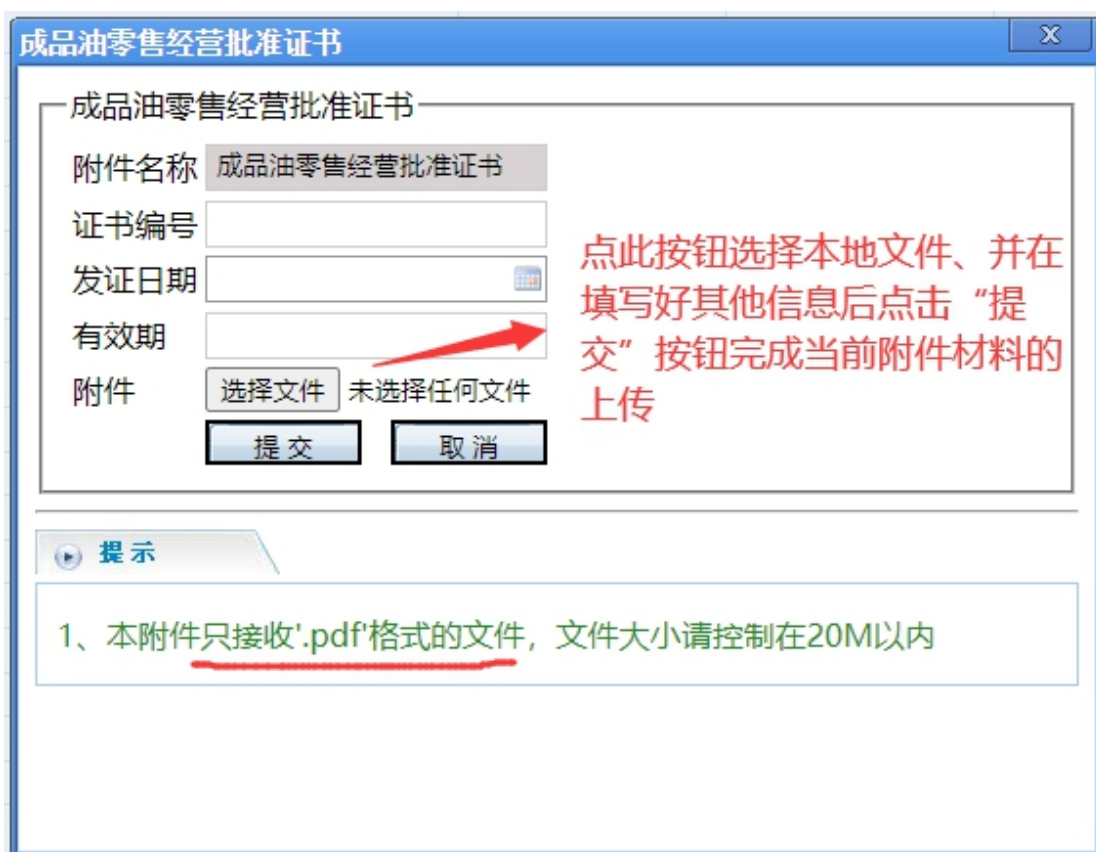 成品油零售经营批准证书
X
成品油零售经营批准证书
附件名称 成品油零售经营批准证书
证书编号
发证日期
有效期
附件 选择文件 未选择任何文件
提 交 取 消
点此按钮选择本地文件、并在
填写好其他信息后点击“提
交”按钮完成当前附件材料的
上传
提示
1、本附件只接收'.pdf'格式的文件，文件大小请控制在20M以内